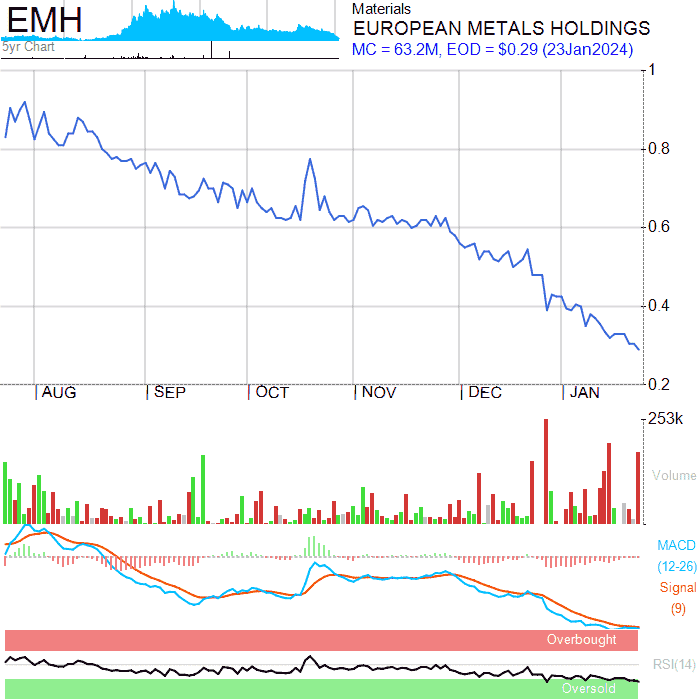 EMH
5yr Chart
Materials
EUROPEAN METALS HOLDINGS
MC = 63.2M, EOD = $0.29 (23Jan2024)
1
0.8
0.6
0.4
0.2
AUG SEP OCT NOV DEC JAN
253k
Volume
MACD
(12-26)
Signal
(9)
Overbought
RSI(14)
Oversold